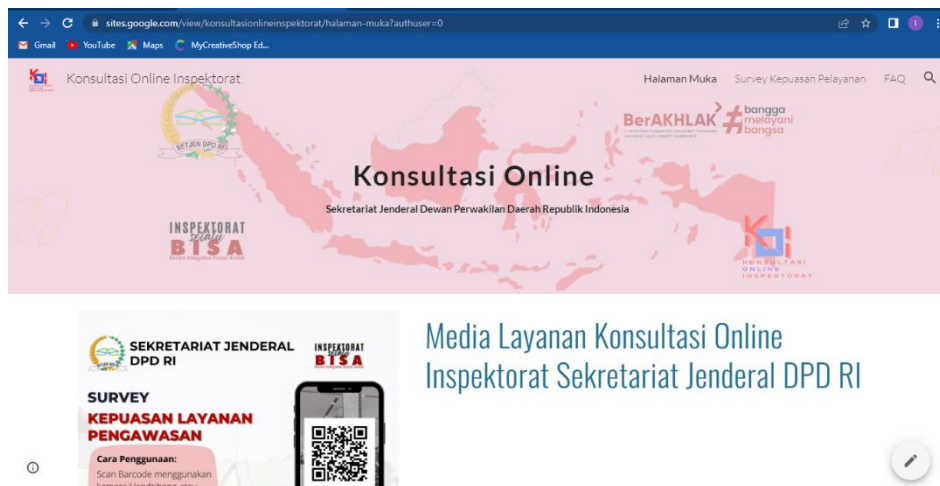 sites.google.com/view/konsultasionlineinspektorat/halaman-muka?authuser=0
Gmail YouTube Maps MyCreativeShop Ed...
Konsultasi Online Inspektorat
Halaman Muka Survey Kepuasan Pelayanan FAQ
SETJEN DPD RI
BerAKHLAK
# bangga
melayani
bangsa
Konsultasi Online
Sekretariat Jenderal Dewan Perwakilan Daerah Republik Indonesia
INSPEKTORAT
selalu
BISA
KONSULTASI
ONLINE
INSPEKTORAT
SEKRETARIAT JENDERAL
DPD RI
INSPEKTORAT
selalu
BISA
SURVEY
KEPUASAN LAYANAN
PENGAWASAN
Cara Penggunaan:
Scan Barcode menggunakan
Media Layanan Konsultasi Online
Inspektorat Sekretariat Jenderal DPD RI